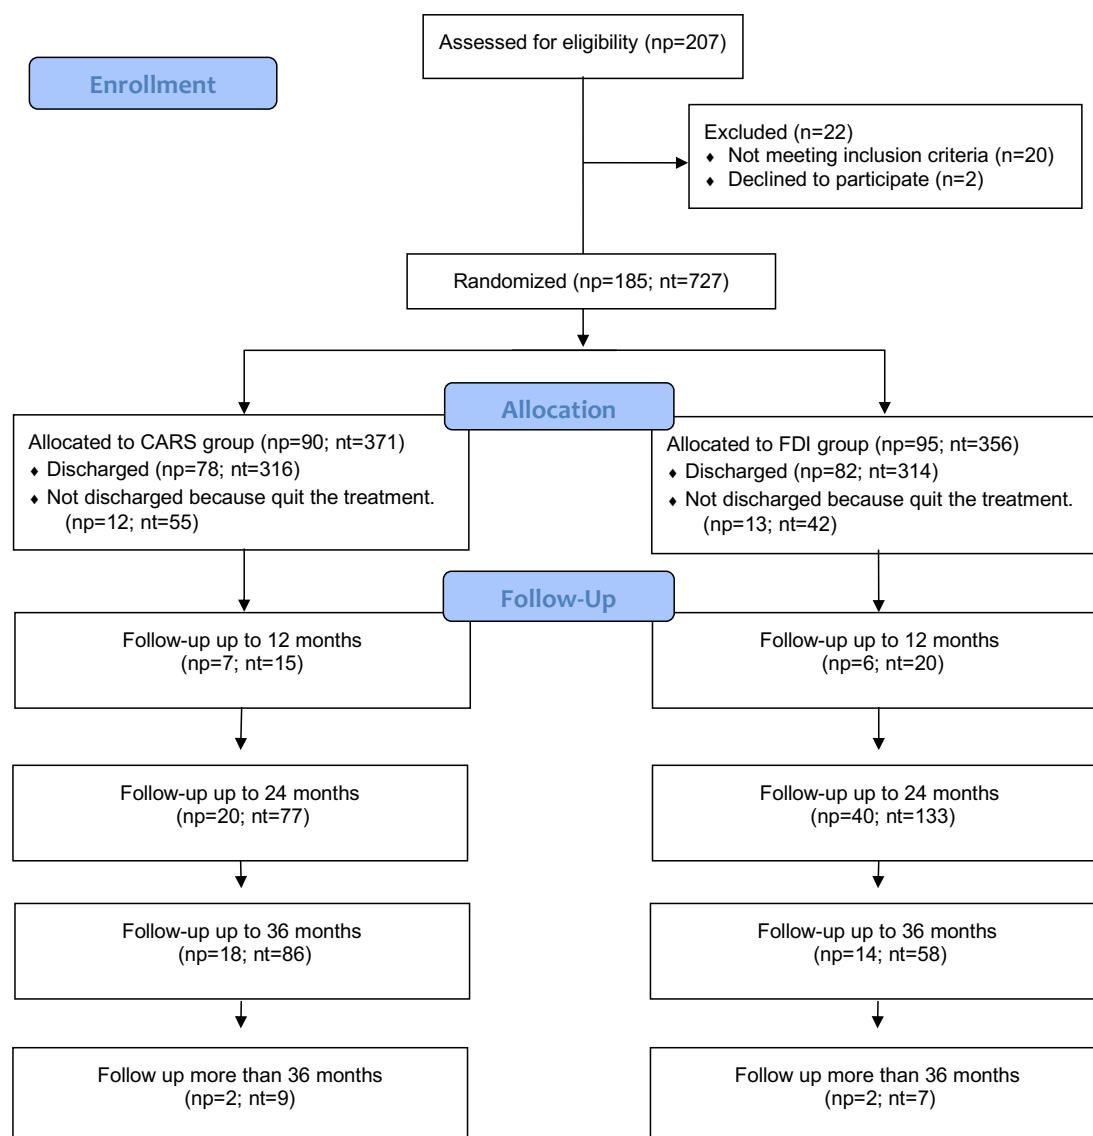 Assessed for eligibility (np=207)
Enrollment
Excluded (n=22)
♦ Not meeting inclusion criteria (n=20)
♦ Declined to participate (n=2)
Randomized (np=185; nt=727)
Allocation
Allocated to CARS group (np=90; nt=371)
♦ Discharged (np=78; nt=316)
♦ Not discharged because quit the treatment.
(np=12; nt=55)
Allocated to FDI group (np=95; nt=356)
♦ Discharged (np=82; nt=314)
♦ Not discharged because quit the treatment.
(np=13; nt=42)
Follow-Up
Follow-up up to 12 months
(np=7; nt=15)
Follow-up up to 12 months
(np=6; nt=20)
Follow-up up to 24 months
(np=20; nt=77)
Follow-up up to 24 months
(np=40; nt=133)
Follow-up up to 36 months
(np=18; nt=86)
Follow-up up to 36 months
(np=14; nt=58)
Follow up more than 36 months
(np=2; nt=9)
Follow up more than 36 months
(np=2; nt=7)